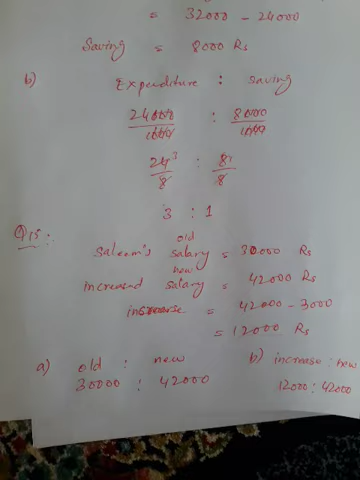 = 32000 - 24000
Saving = 8000 Rs
b) Expenditure : saving
24000/1000 : 8000/1000
24 3/8 : 8 1/8
3 : 1
Q15:.
old
Saleem's salary = 30000 Rs
new
increased salary = 42000 Rs
increase = 42000 - 3000
= 12000 Rs
a) old : new b) increase : new
30000 : 42000 12000 : 42000